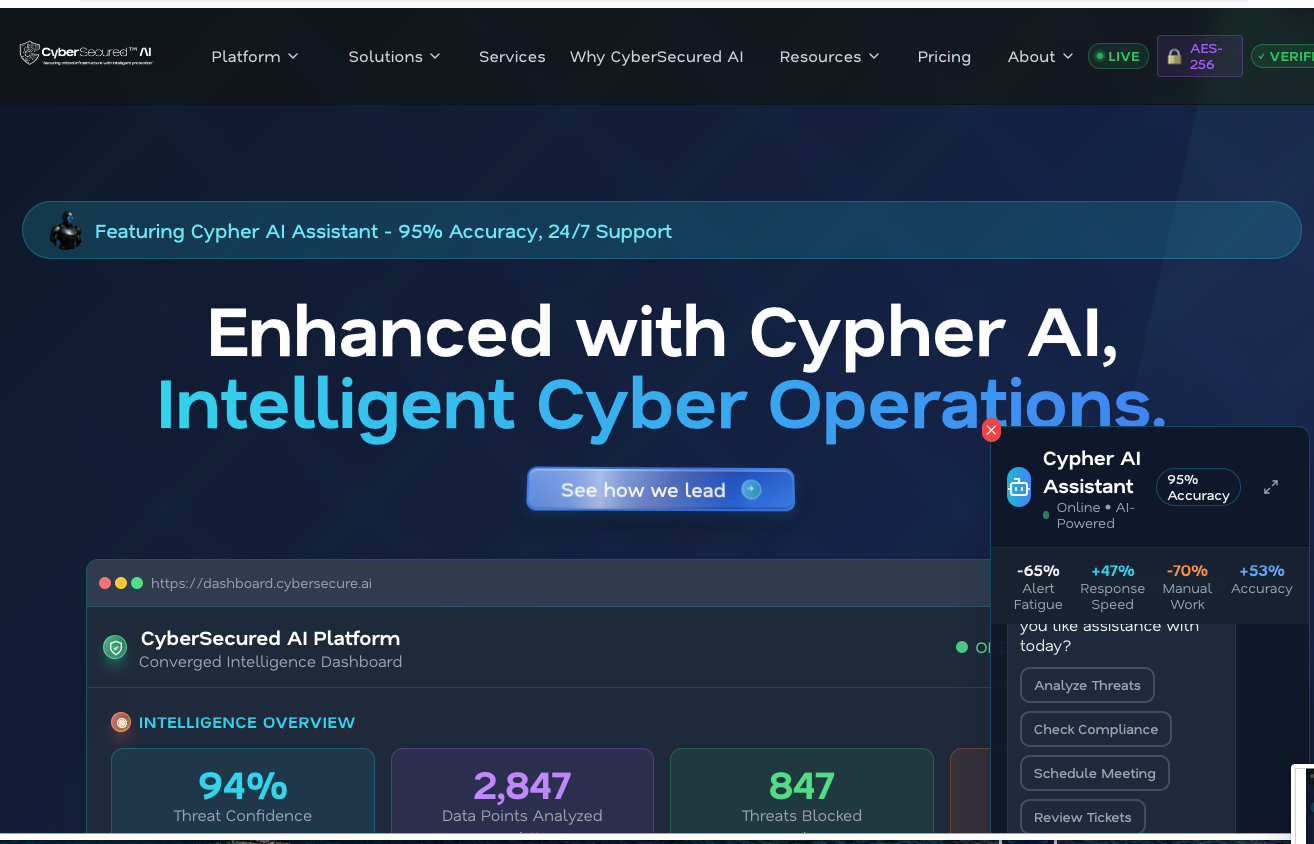 CyberSecured™ AI
"Securing critical infrastructure with intelligent protection"
Platform
Solutions
Services
Why CyberSecured AI
Resources
Pricing
About
LIVE
AES-
256
✓ VERIFI
Featuring Cypher AI Assistant - 95% Accuracy, 24/7 Support
Enhanced with Cypher AI,
Intelligent Cyber Operations.
See how we lead
Cypher AI
Assistant
Online • AI-
Powered
95%
Accuracy
-65%
Alert
Fatigue
+47%
Response
Speed
-70%
Manual
Work
+53%
Accuracy
you like assistance with
today?
Analyze Threats
Check Compliance
Schedule Meeting
Review Tickets
https://dashboard.cybersecure.ai
CyberSecured AI Platform
Converged Intelligence Dashboard
INTELLIGENCE OVERVIEW
94%
Threat Confidence
2,847
Data Points Analyzed
847
Threats Blocked